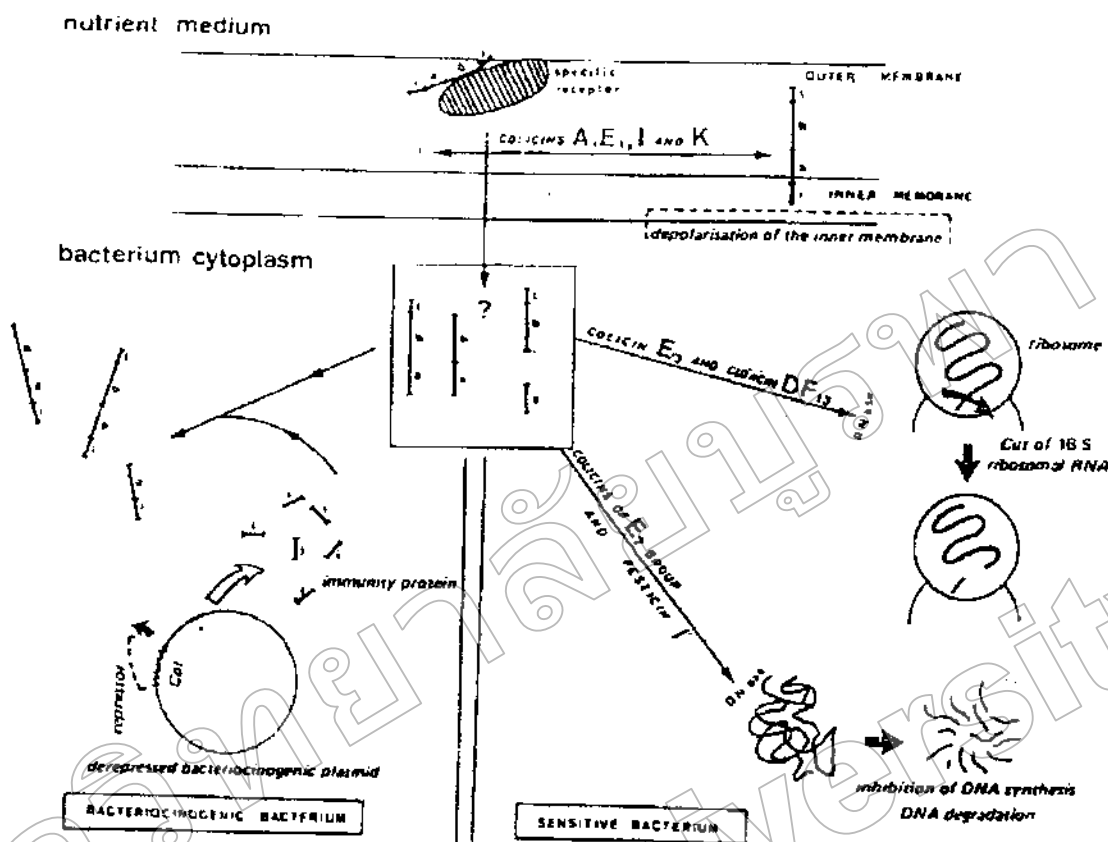 nutrient medium
specific
receptor
OUTER MEMBRANE
COLICINS A, E1, I AND K
INNER MEMBRANE
depolarisation of the inner membrane
bacterium cytoplasm
?
COLICIN E3 AND CLOACIN DF13
ribosome
Cut of 16 S
ribosomal RNA
COLICINS OF E2 GROUP
AND
PESTICIN I
immunity protein
repressor
Col
derepressed bacteriocinogenic plasmid
DNase
inhibition of DNA synthesis
DNA degradation
BACTERIOCINOGENIC BACTERIUM
SENSITIVE BACTERIUM